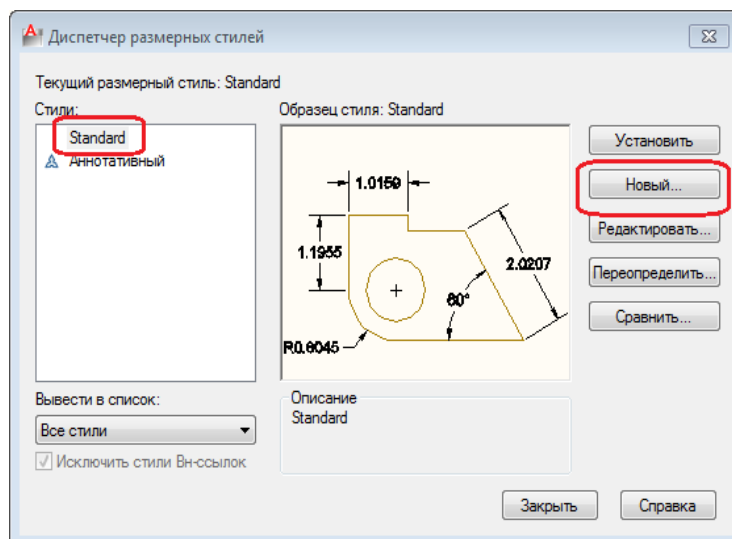 Диспетчер размерных стилей
Текущий размерный стиль: Standard
Стили:
Образец стиля: Standard
Standard
Аннотативный
1.0159
1.1955
2.0207
60°
R0.8045
Установить
Новый...
Редактировать...
Переопределить...
Сравнить...
Вывести в список:
Все стили
Исключить стили Вн-ссылок
Описание
Standard
Закрыть
Справка